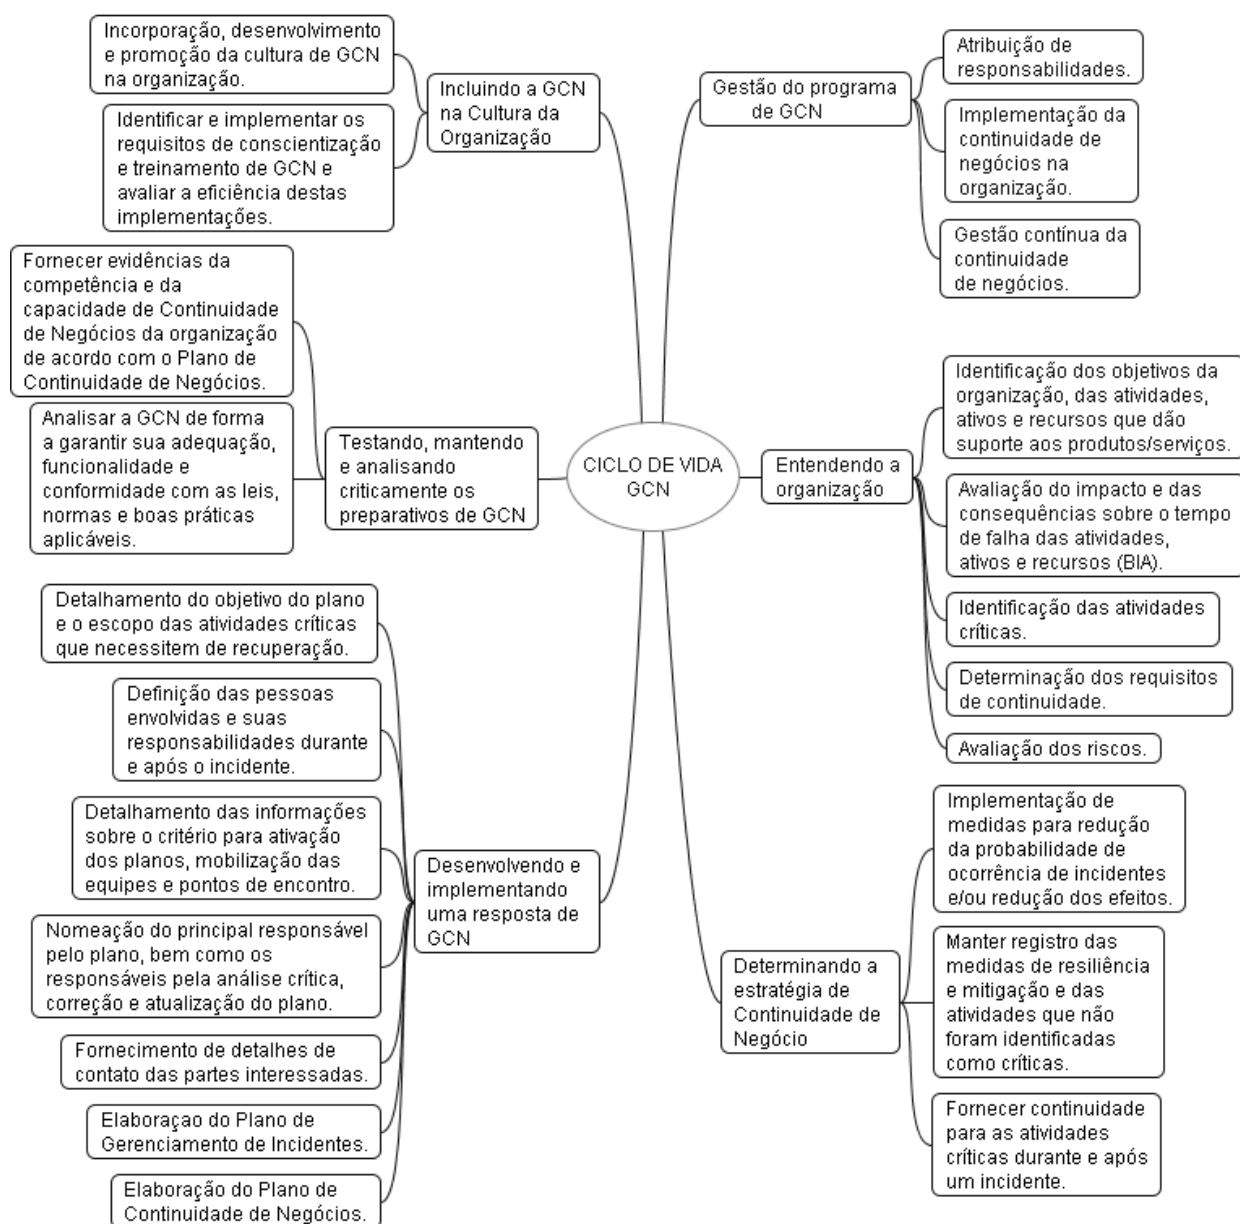 Incorporação, desenvolvimento
e promoção da cultura de GCN
na organização.
Identificar e implementar os
requisitos de conscientização
e treinamento de GCN e
avaliar a eficiência destas
implementações.
Incluindo a GCN
na Cultura da
Organização
Fornecer evidências da
competência e da
capacidade de Continuidade
de Negócios da organização
de acordo com o Plano de
Continuidade de Negócios.
Analisar a GCN de forma
a garantir sua adequação,
funcionalidade e
conformidade com as leis,
normas e boas práticas
aplicáveis.
Testando, mantendo
e analisando
criticamente os
preparativos de GCN
Detalhamento do objetivo do plano
e o escopo das atividades críticas
que necessitem de recuperação.
Definição das pessoas
envolvidas e suas
responsabilidades durante
e após o incidente.
Detalhamento das informações
sobre o critério para ativação
dos planos, mobilização das
equipes e pontos de encontro.
Nomeação do principal responsável
pelo plano, bem como os
responsáveis pela análise crítica,
correção e atualização do plano.
Fornecimento de detalhes de
contato das partes interessadas.
Elaboraçao do Plano de
Gerenciamento de Incidentes.
Elaboração do Plano de
Continuidade de Negócios.
Desenvolvendo e
implementando
uma resposta de
GCN
CICLO DE VIDA
GCN
Gestão do programa
de GCN
Atribuição de
responsabilidades.
Implementação da
continuidade de
negócios na
organização.
Gestão contínua da
continuidade
de negócios.
Entendendo a
organização
Identificação dos objetivos da
organização, das atividades,
ativos e recursos que dão
suporte aos produtos/serviços.
Avaliação do impacto e das
consequências sobre o tempo
de falha das atividades,
ativos e recursos (BIA).
Identificação das atividades
críticas.
Determinação dos requisitos
de continuidade.
Avaliação dos riscos.
Determinando a
estratégia de
Continuidade de
Negócio
Implementação de
medidas para redução
da probabilidade de
ocorrência de incidentes
e/ou redução dos efeitos.
Manter registro das
medidas de resiliência
e mitigação e das
atividades que não
foram identificadas
como críticas.
Fornecer continuidade
para as atividades
críticas durante e após
um incidente.